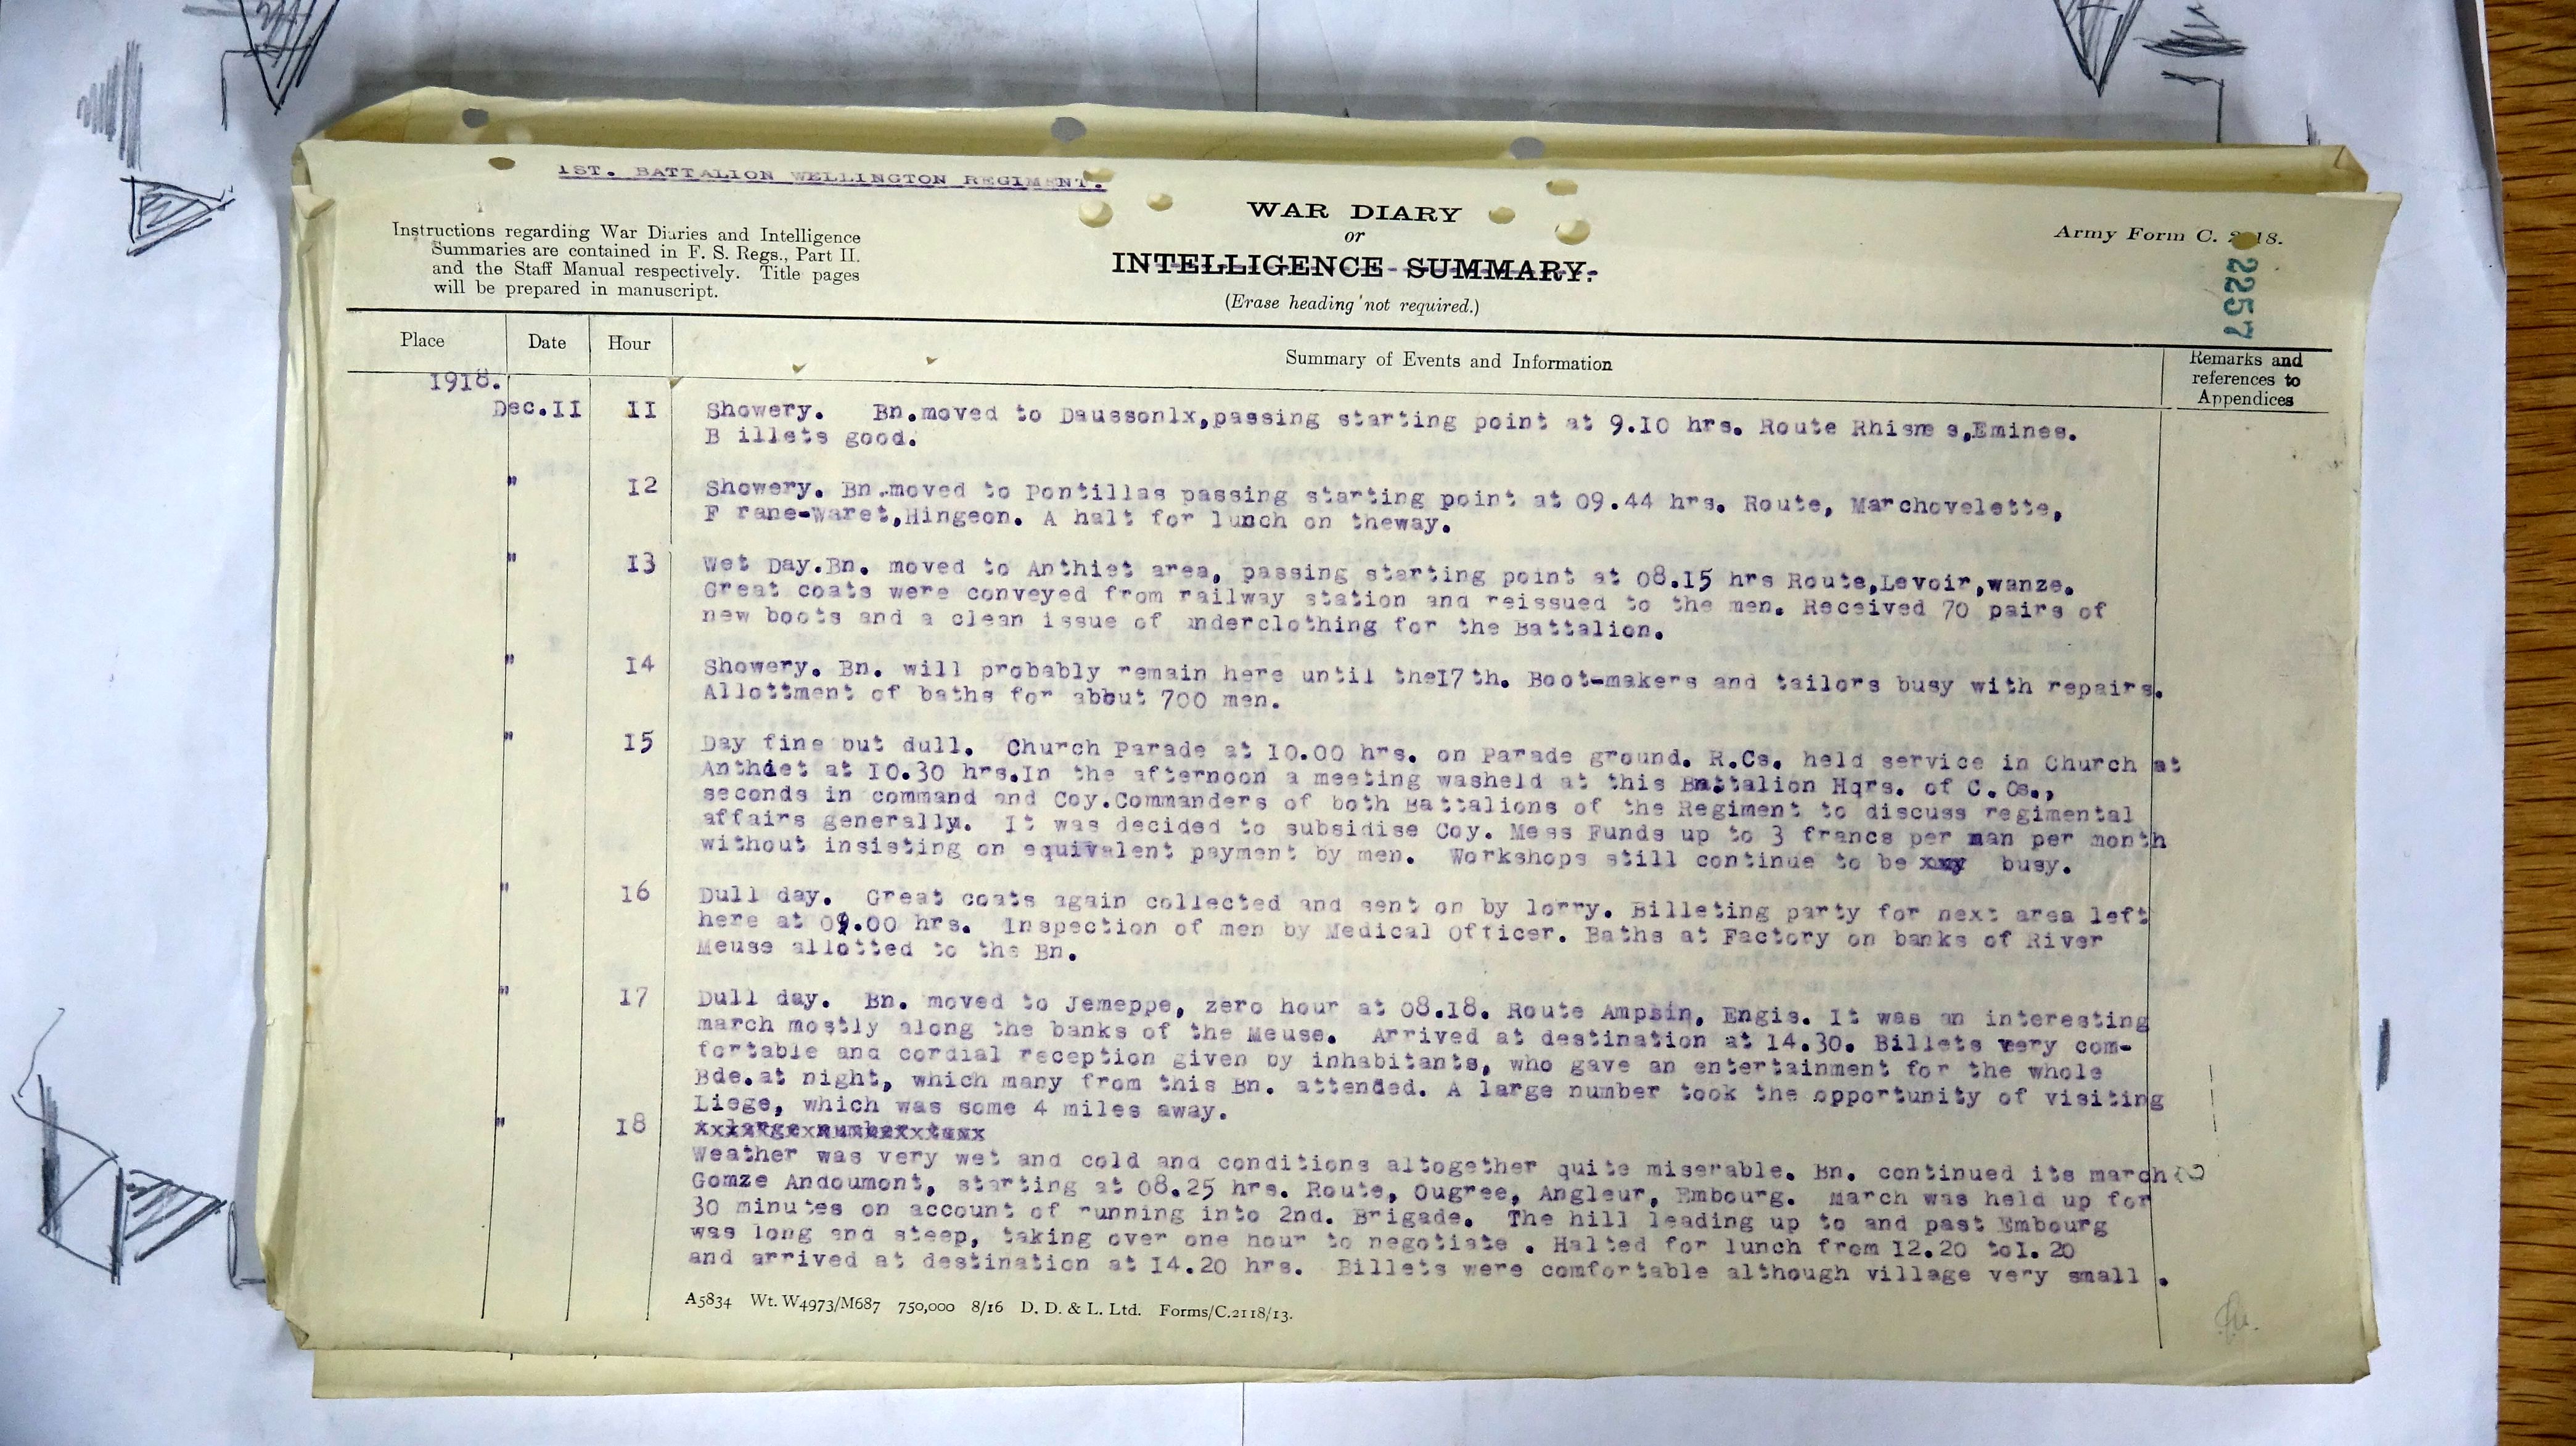 1ST. BATTALION WELLINGTON REGIMENT.
WAR DIARY
or
INTELLIGENCE SUMMARY.
(Erase heading not required.)
Instructions regarding War Diaries and Intelligence
Summaries are contained in F. S. Regs., Part II.
and the Staff Manual respectively. Title pages
will be prepared in manuscript.
Army Form C. 2118.
2257
Place Date Hour Summary of Events and Information Remarks and references to Appendices
1918.
Dec.II II Showery. Bn.moved to Daussonlx,passing starting point at 9.I0 hrs. Route Rhisme s,Emines.
B illets good.
" I2 Showery. Bn.moved to Pontillas passing starting point at 09.44 hrs. Route, Marchovelette,
F rane-Waret,Hingeon. A halt for lunch on theway.
" I3 Wet Day.Bn. moved to Anthiet area, passing starting point at 08.I5 hrs Route,Levoir,wanze.
Great coats were conveyed from railway station and reissued to the men. Received 70 pairs of
new boots and a clean issue of underclothing for the Battalion.
" I4 Showery. Bn. will probably remain here until theI7th. Boot-makers and tailors busy with repairs.
Allottment of baths for about 700 men.
" I5 Day fine but dull. Church Parade at I0.00 hrs. on Parade ground. R.Cs. held service in Church at
Anthiet at I0.30 hrs.In the afternoon a meeting washeld at this Battalion Hqrs. of C.Os.,
seconds in command and Coy.Commanders of both Battalions of the Regiment to discuss regimental
affairs generally. It was decided to subsidise Coy. Mess Funds up to 3 francs per man per month
without insisting on equivalent payment by men. Workshops still continue to be busy.
" I6 Dull day. Great coats again collected and sent on by lorry. Billeting party for next area left
here at 09.00 hrs. Inspection of men by Medical Officer. Baths at Factory on banks of River
Meuse allotted to the Bn.
" I7 Dull day. Bn. moved to Jemeppe, zero hour at 08.I8. Route Ampsin, Engis. It was an interesting
march mostly along the banks of the Meuse. Arrived at destination at I4.30. Billets very com-
fortable and cordial reception given by inhabitants, who gave an entertainment for the whole
Bde.at night, which many from this Bn. attended. A large number took the opportunity of visiting
Liege, which was some 4 miles away.
" I8
Weather was very wet and cold and conditions altogether quite miserable. Bn. continued its march to
Gomze Andoumont, starting at 08.25 hrs. Route, Ougree, Angleur, Embourg. March was held up for
30 minutes on account of running into 2nd. Brigade. The hill leading up to and past Embourg
was long and steep, taking over one hour to negotiate . Halted for lunch from I2.20 toI.20
and arrived at destination at I4.20 hrs. Billets were comfortable although village very small .
A5834 Wt. W4973/M687 750,000 8/16 D. D. & L. Ltd. Forms/C.2118/13.